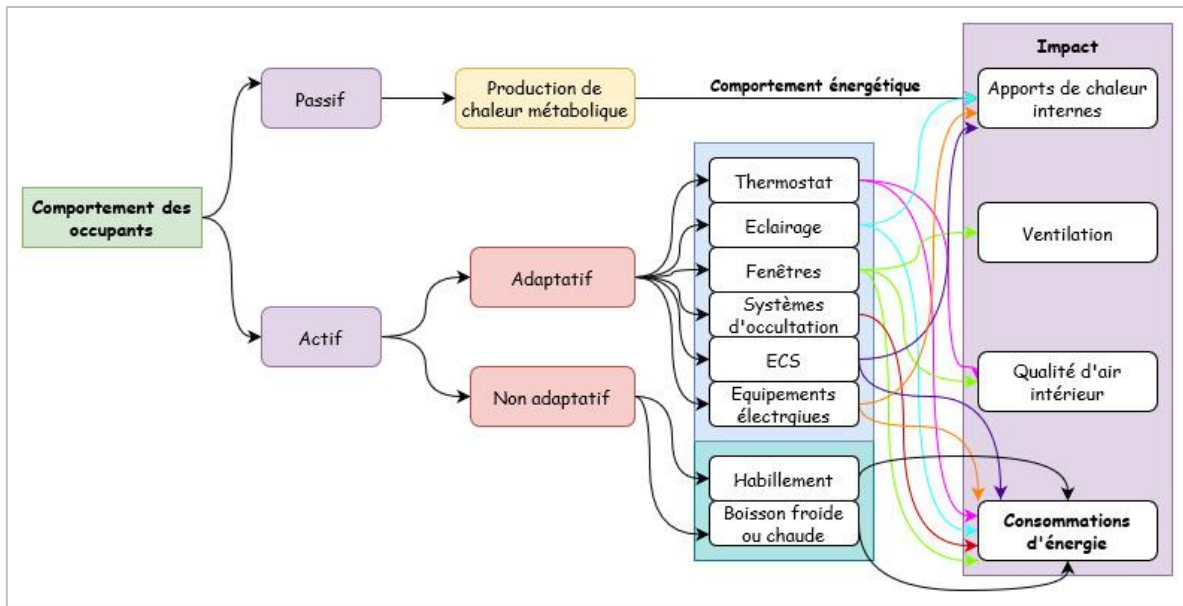 Impact
Passif
Production de
chaleur métabolique
Comportement énergétique
Apports de chaleur
internes
Comportement des
occupants
Thermostat
Eclairage
Ventilation
Adaptatif
Fenêtres
Systèmes
d'occultation
Actif
ECS
Qualité d'air
intérieur
Non adaptatif
Equipements
électrqiues
Habillement
Boisson froide
ou chaude
Consommations
d'énergie